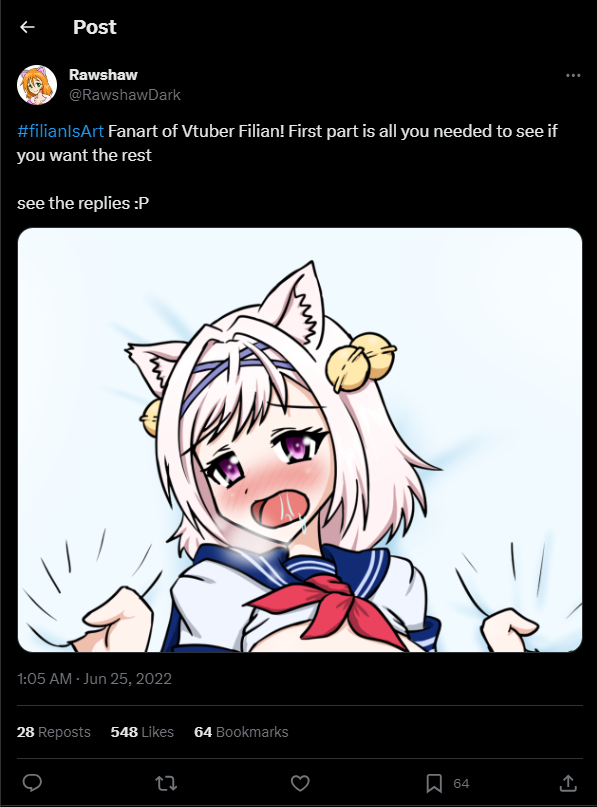 Post
Rawshaw
@RawshawDark
#filianIsArt Fanart of Vtuber Filian! First part is all you needed to see if
you want the rest
see the replies :P
1:05 AM · Jun 25, 2022
28 Reposts 548 Likes 64 Bookmarks
64